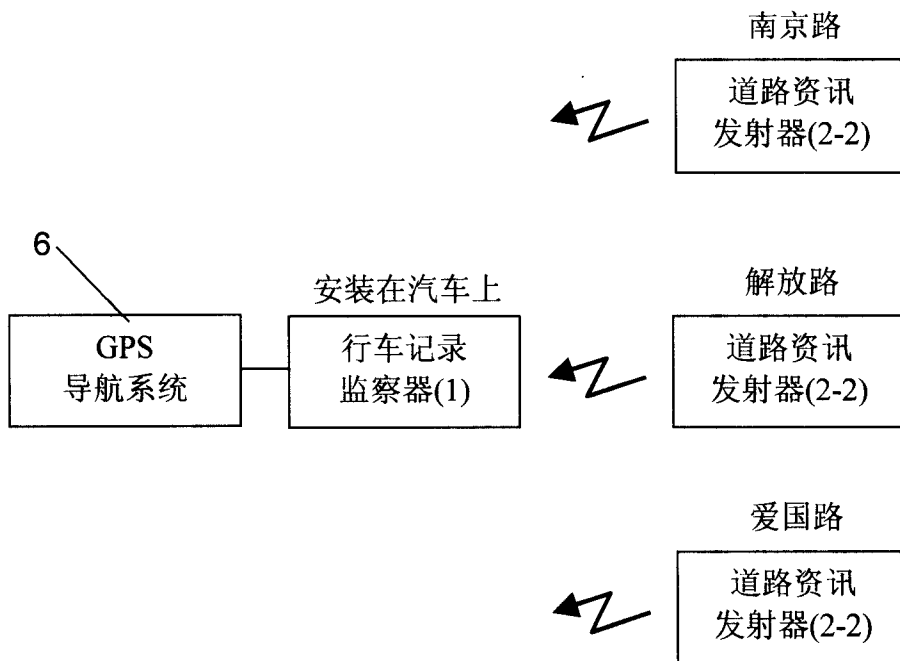 南京路
道路资讯
发射器(2-2)
6
安装在汽车上
解放路
GPS
导航系统
行车记录
监察器(1)
道路资讯
发射器(2-2)
爱国路
道路资讯
发射器(2-2)